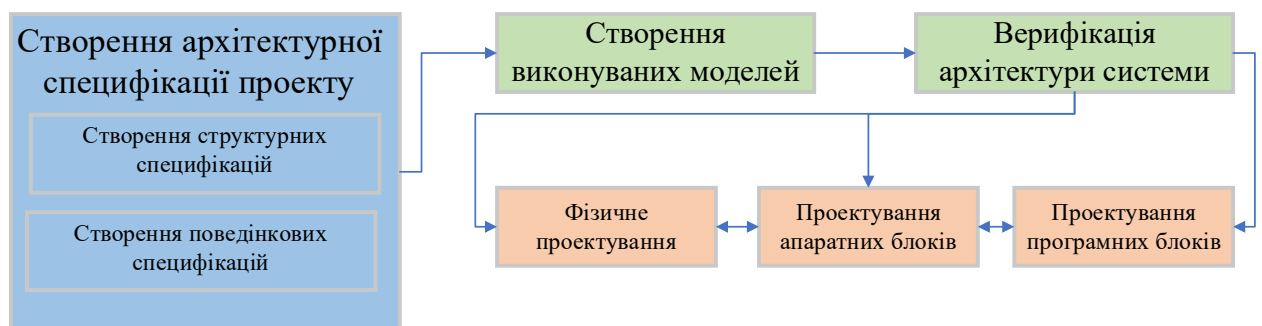 Створення архітектурної
специфікації проекту
Створення структурних
специфікацій
Створення поведінкових
специфікацій
Створення
виконуваних моделей
Верифікація
архітектури системи
Фізичне
проектування
Проектування
апаратних блоків
Проектування
програмних блоків